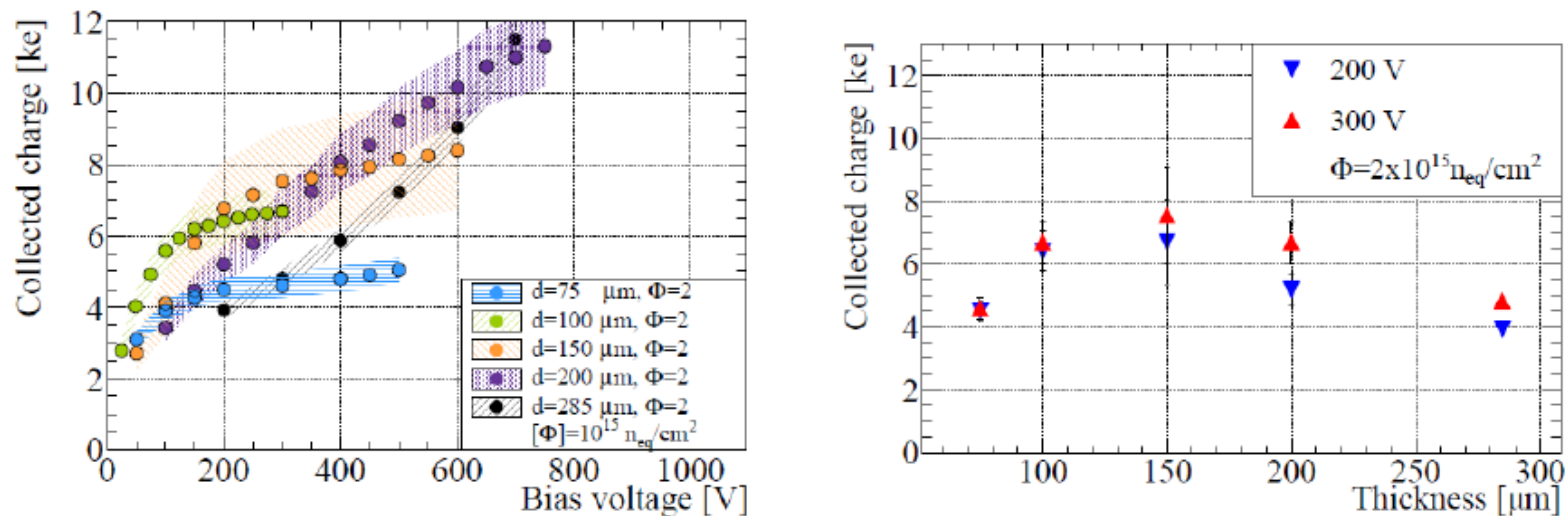 Collected charge [ke]
12
10
8
6
4
2
0
0 200 400 600 800 1000
Bias voltage [V]
d=75 μm, Φ=2
d=100 μm, Φ=2
d=150 μm, Φ=2
d=200 μm, Φ=2
d=285 μm, Φ=2
[Φ]=10¹⁵ n_eq/cm²
Collected charge [ke]
12
10
8
6
4
2
0
100 150 200 250 300
Thickness [μm]
200 V
300 V
Φ=2x10¹⁵n_eq/cm²